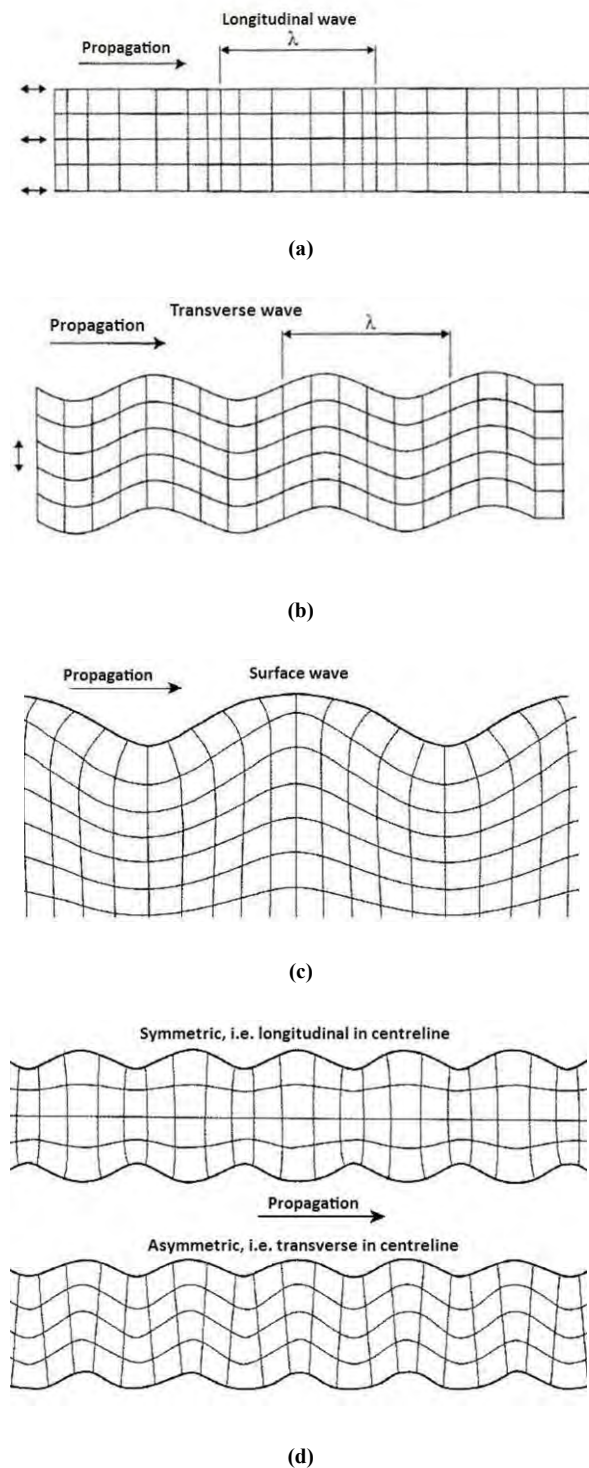 Longitudinal wave
Propagation
λ
(a)
Transverse wave
Propagation
λ
(b)
Propagation
Surface wave
(c)
Symmetric, i.e. longitudinal in centreline
Propagation
Asymmetric, i.e. transverse in centreline
(d)